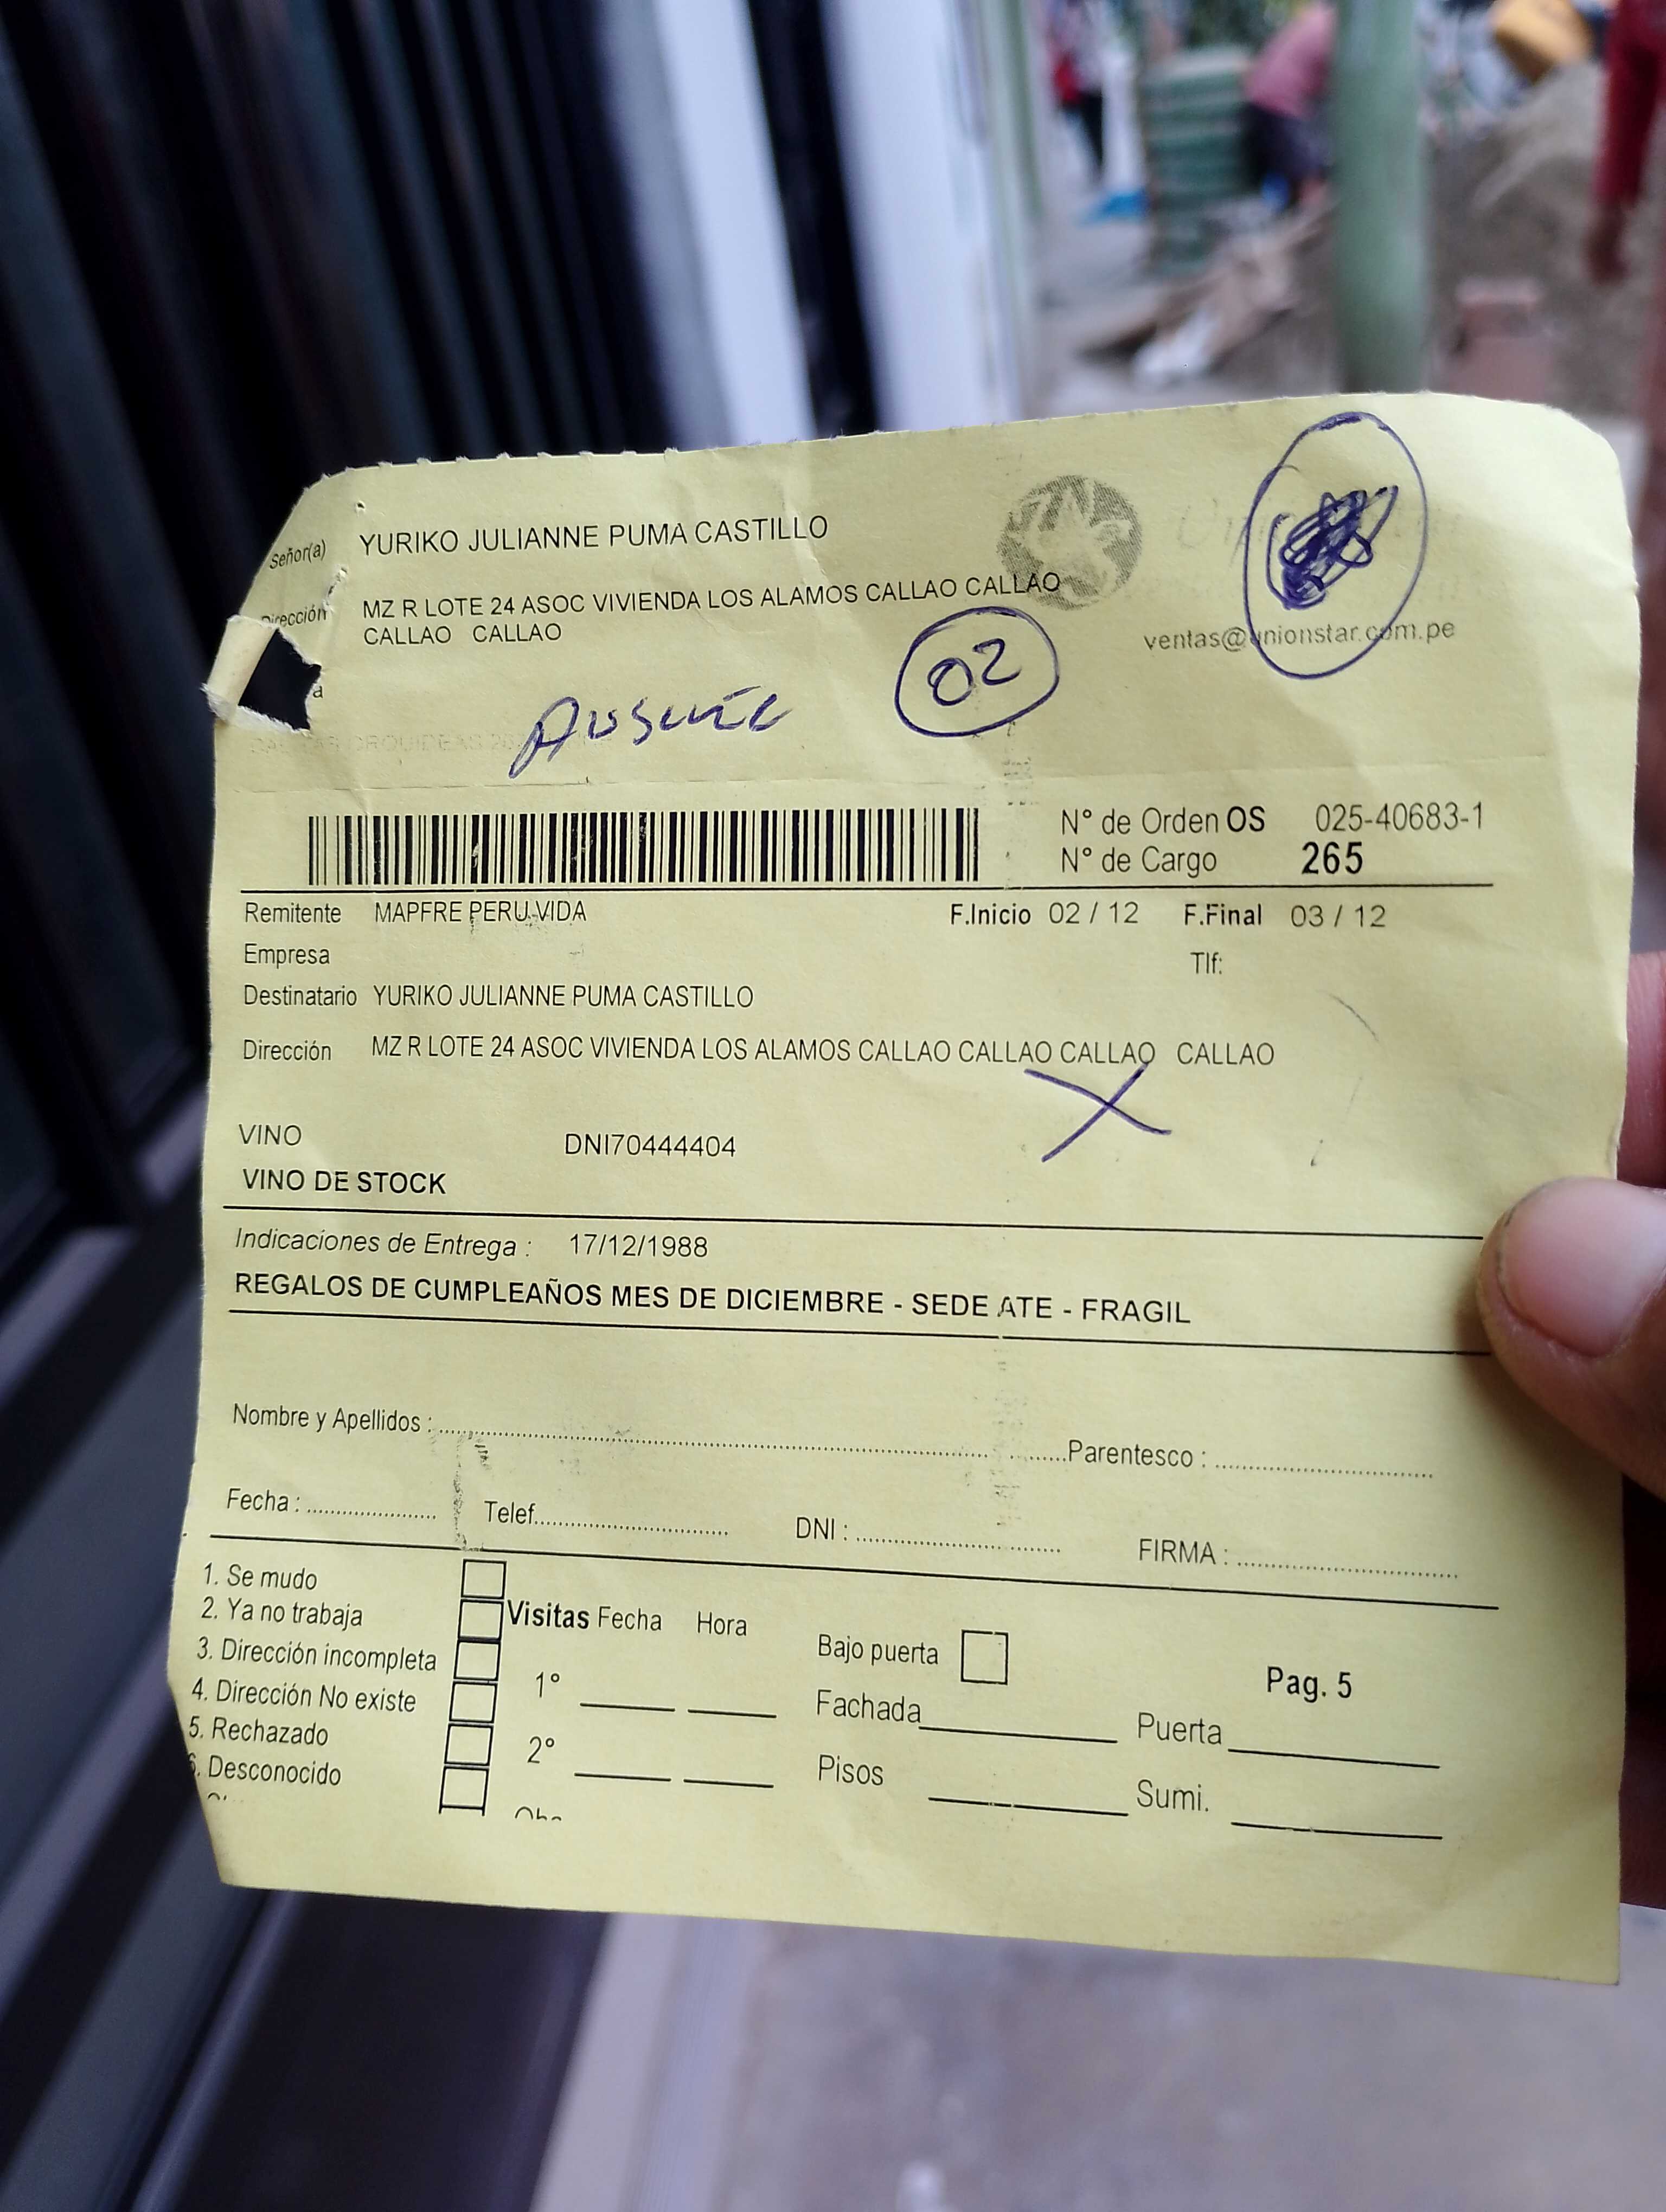 Señor(a) YURIKO JULIANNE PUMA CASTILLO
Dirección MZ R LOTE 24 ASOC VIVIENDA LOS ALAMOS CALLAO CALLAO
CALLAO CALLAO
ventas@unionstar.com.pe
02
N° de Orden OS 025-40683-1
N° de Cargo 265
Remitente MAPFRE PERU VIDA F.Inicio 02 / 12 F.Final 03 / 12
Empresa Tlf:
Destinatario YURIKO JULIANNE PUMA CASTILLO
Dirección MZ R LOTE 24 ASOC VIVIENDA LOS ALAMOS CALLAO CALLAO CALLAO CALLAO
VINO DNI70444404
VINO DE STOCK
Indicaciones de Entrega : 17/12/1988
REGALOS DE CUMPLEAÑOS MES DE DICIEMBRE - SEDE ATE - FRAGIL
Nombre y Apellidos : Parentesco :
Fecha : Telef. DNI : FIRMA :
1. Se mudo
2. Ya no trabaja Visitas Fecha Hora
3. Dirección incompleta Bajo puerta
4. Dirección No existe 1° Fachada Puerta Pag. 5
5. Rechazado 2° Pisos Sumi.
6. Desconocido